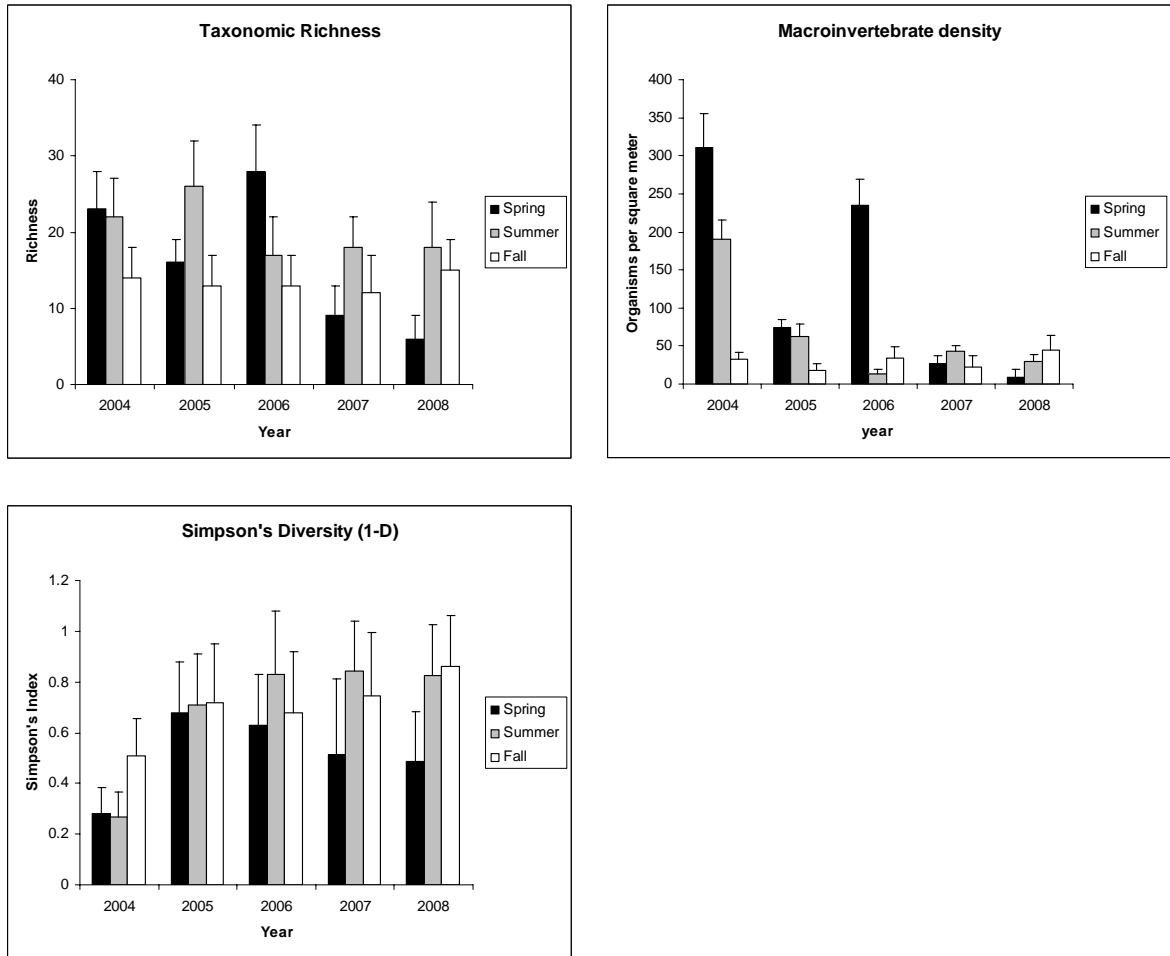 Taxonomic Richness
40
30
20
10
0
Richness
2004 2005 2006 2007 2008
Year
Spring
Summer
Fall
Macroinvertebrate density
400
350
300
250
200
150
100
50
0
Organisms per square meter
2004 2005 2006 2007 2008
year
Spring
Summer
Fall
Simpson's Diversity (1-D)
1.2
1
0.8
0.6
0.4
0.2
0
Simpson's Index
2004 2005 2006 2007 2008
Year
Spring
Summer
Fall